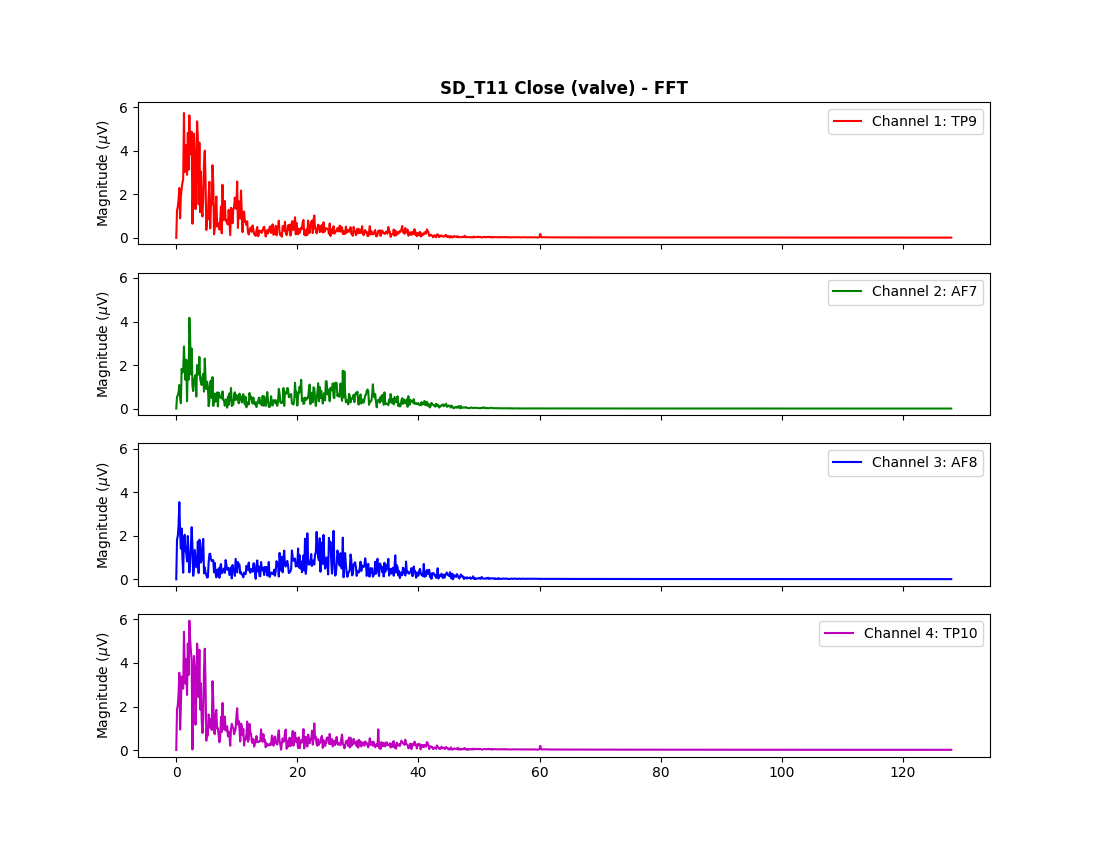 SD_T11 Close (valve) - FFT
6
4
2
0
Magnitude (μV)
Channel 1: TP9
6
4
2
0
Magnitude (μV)
Channel 2: AF7
6
4
2
0
Magnitude (μV)
Channel 3: AF8
6
4
2
0
Magnitude (μV)
Channel 4: TP10
0 20 40 60 80 100 120